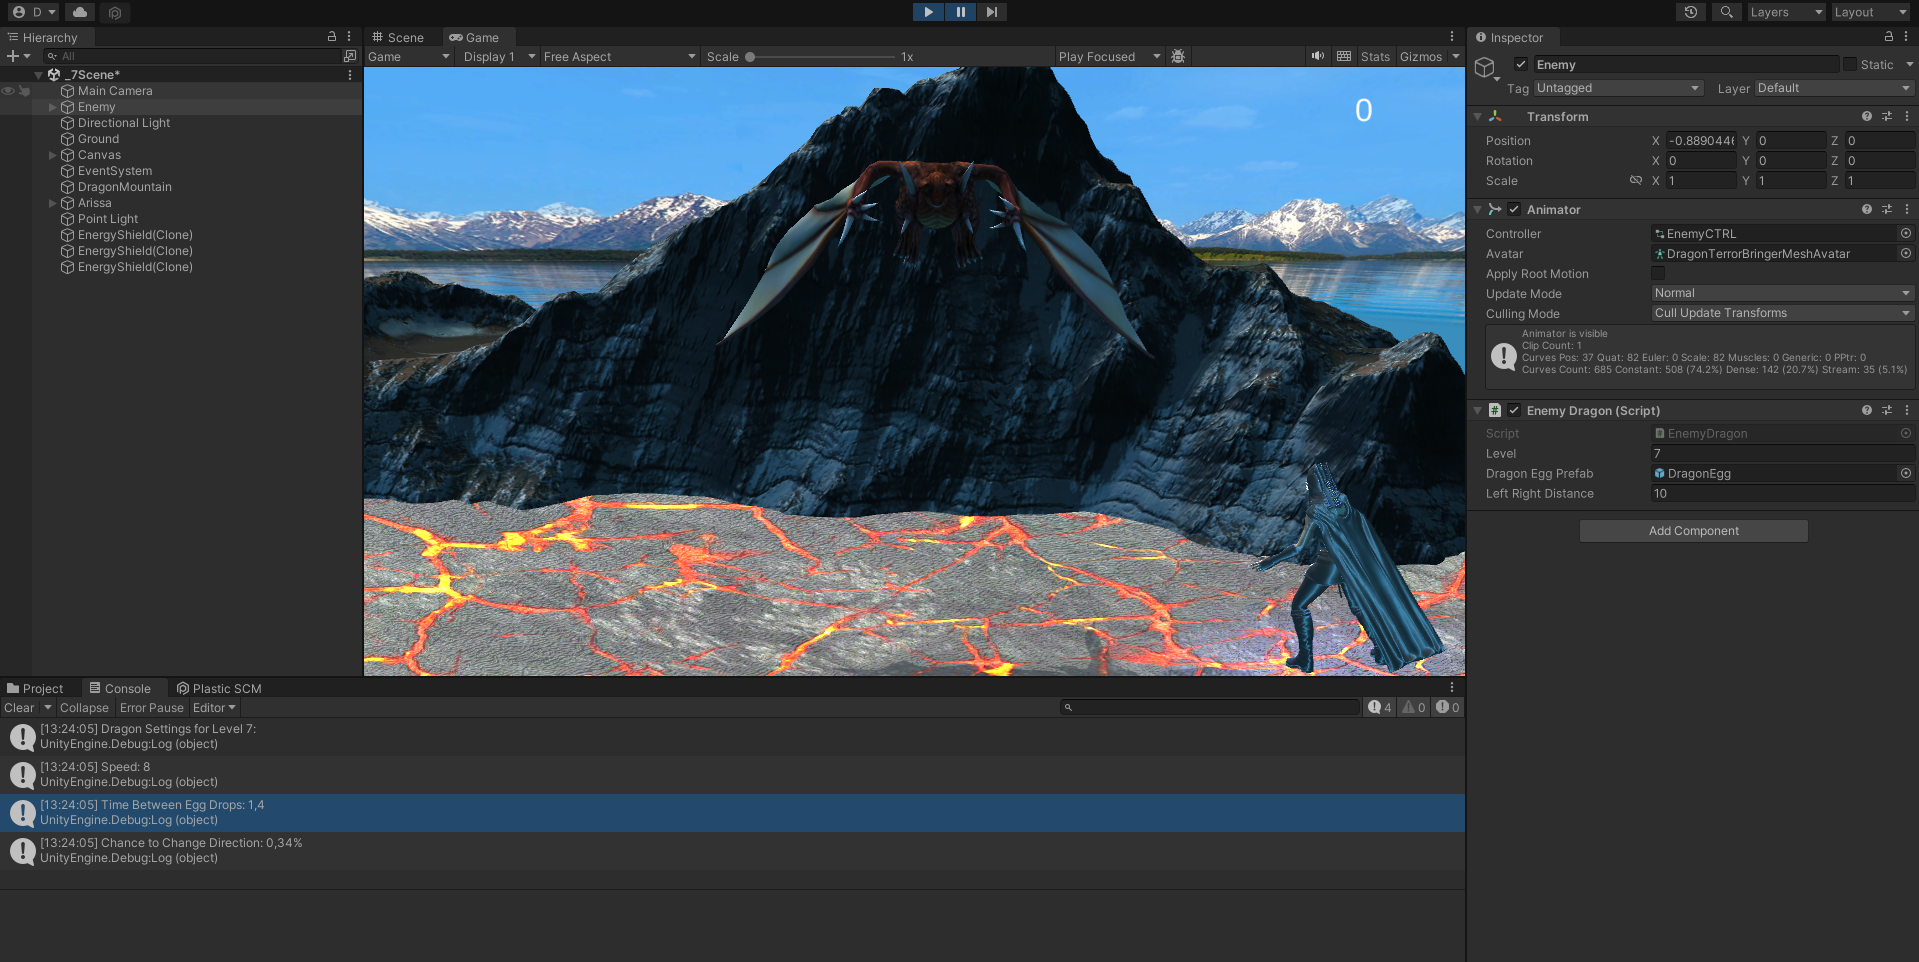 D
Layers
Layout
Hierarchy
All
_7Scene*
Main Camera
Enemy
Directional Light
Ground
Canvas
EventSystem
DragonMountain
Arissa
Point Light
EnergyShield(Clone)
EnergyShield(Clone)
EnergyShield(Clone)
Scene
Game
Game
Display 1
Free Aspect
Scale
1x
Play Focused
Stats
Gizmos
0
Inspector
Enemy
Static
Tag Untagged
Layer Default
Transform
Position X -0.8890446 Y 0 Z 0
Rotation X 0 Y 0 Z 0
Scale X 1 Y 1 Z 1
Animator
Controller EnemyCTRL
Avatar DragonTerrorBringerMeshAvatar
Apply Root Motion
Update Mode Normal
Culling Mode Cull Update Transforms
Animator is visible
Clip Count: 1
Curves Pos: 37 Quat: 82 Euler: 0 Scale: 82 Muscles: 0 Generic: 0 PPtr: 0
Curves Count: 685 Constant: 508 (74.2%) Dense: 142 (20.7%) Stream: 35 (5.1%)
Enemy Dragon (Script)
Script EnemyDragon
Level 7
Dragon Egg Prefab DragonEgg
Left Right Distance 10
Add Component
Project
Console
Plastic SCM
Clear
Collapse
Error Pause
Editor
4
0
0
[13:24:05] Dragon Settings for Level 7:
UnityEngine.Debug:Log (object)
[13:24:05] Speed: 8
UnityEngine.Debug:Log (object)
[13:24:05] Time Between Egg Drops: 1,4
UnityEngine.Debug:Log (object)
[13:24:05] Chance to Change Direction: 0,34%
UnityEngine.Debug:Log (object)